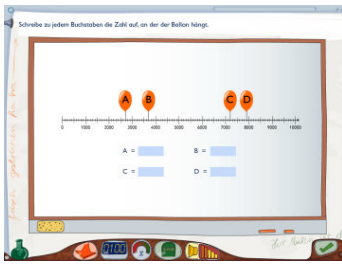 Schreibe zu jedem Buchstaben die Zahl auf, an der der Ballon hängt.
A B C D
0 1000 2000 3000 4000 5000 6000 7000 8000 9000 10000
A = B =
C = D =
0100